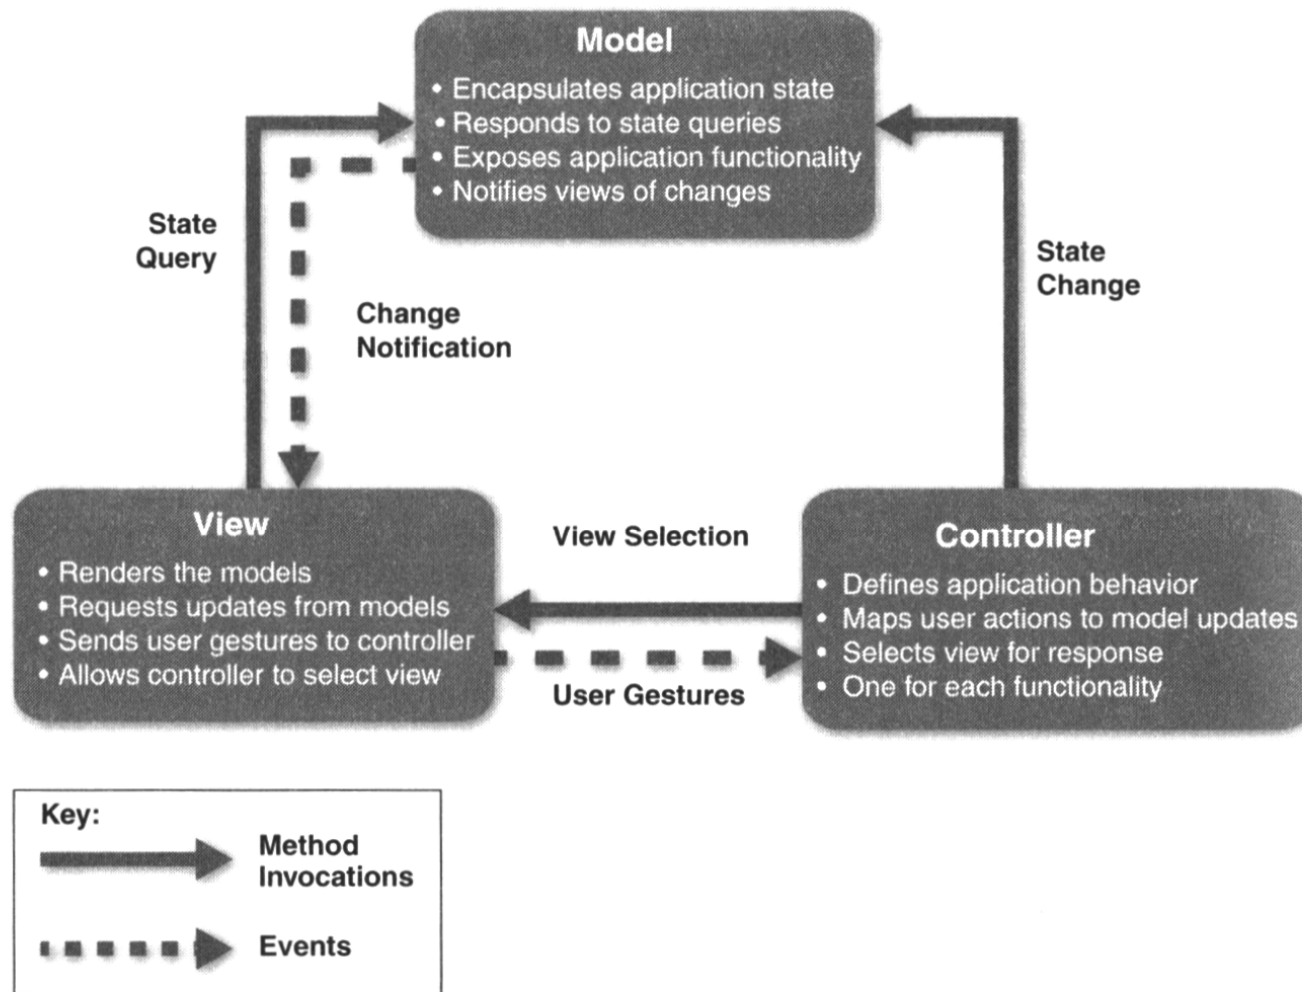 Model
• Encapsulates application state
• Responds to state queries
• Exposes application functionality
• Notifies views of changes
State
Query
Change
Notification
State
Change
View
• Renders the models
• Requests updates from models
• Sends user gestures to controller
• Allows controller to select view
View Selection
User Gestures
Controller
• Defines application behavior
• Maps user actions to model updates
• Selects view for response
• One for each functionality
Key:
Method
Invocations
Events